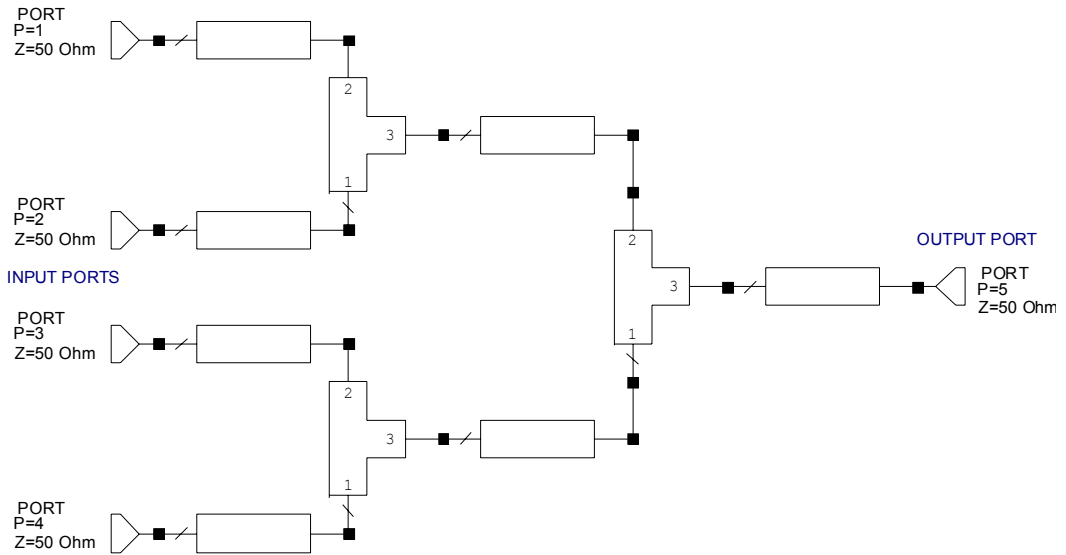 PORT
P=1
Z=50 Ohm
2
3
1
PORT
P=2
Z=50 Ohm
INPUT PORTS
2
3
1
OUTPUT PORT
PORT
P=5
Z=50 Ohm
PORT
P=3
Z=50 Ohm
2
3
1
PORT
P=4
Z=50 Ohm